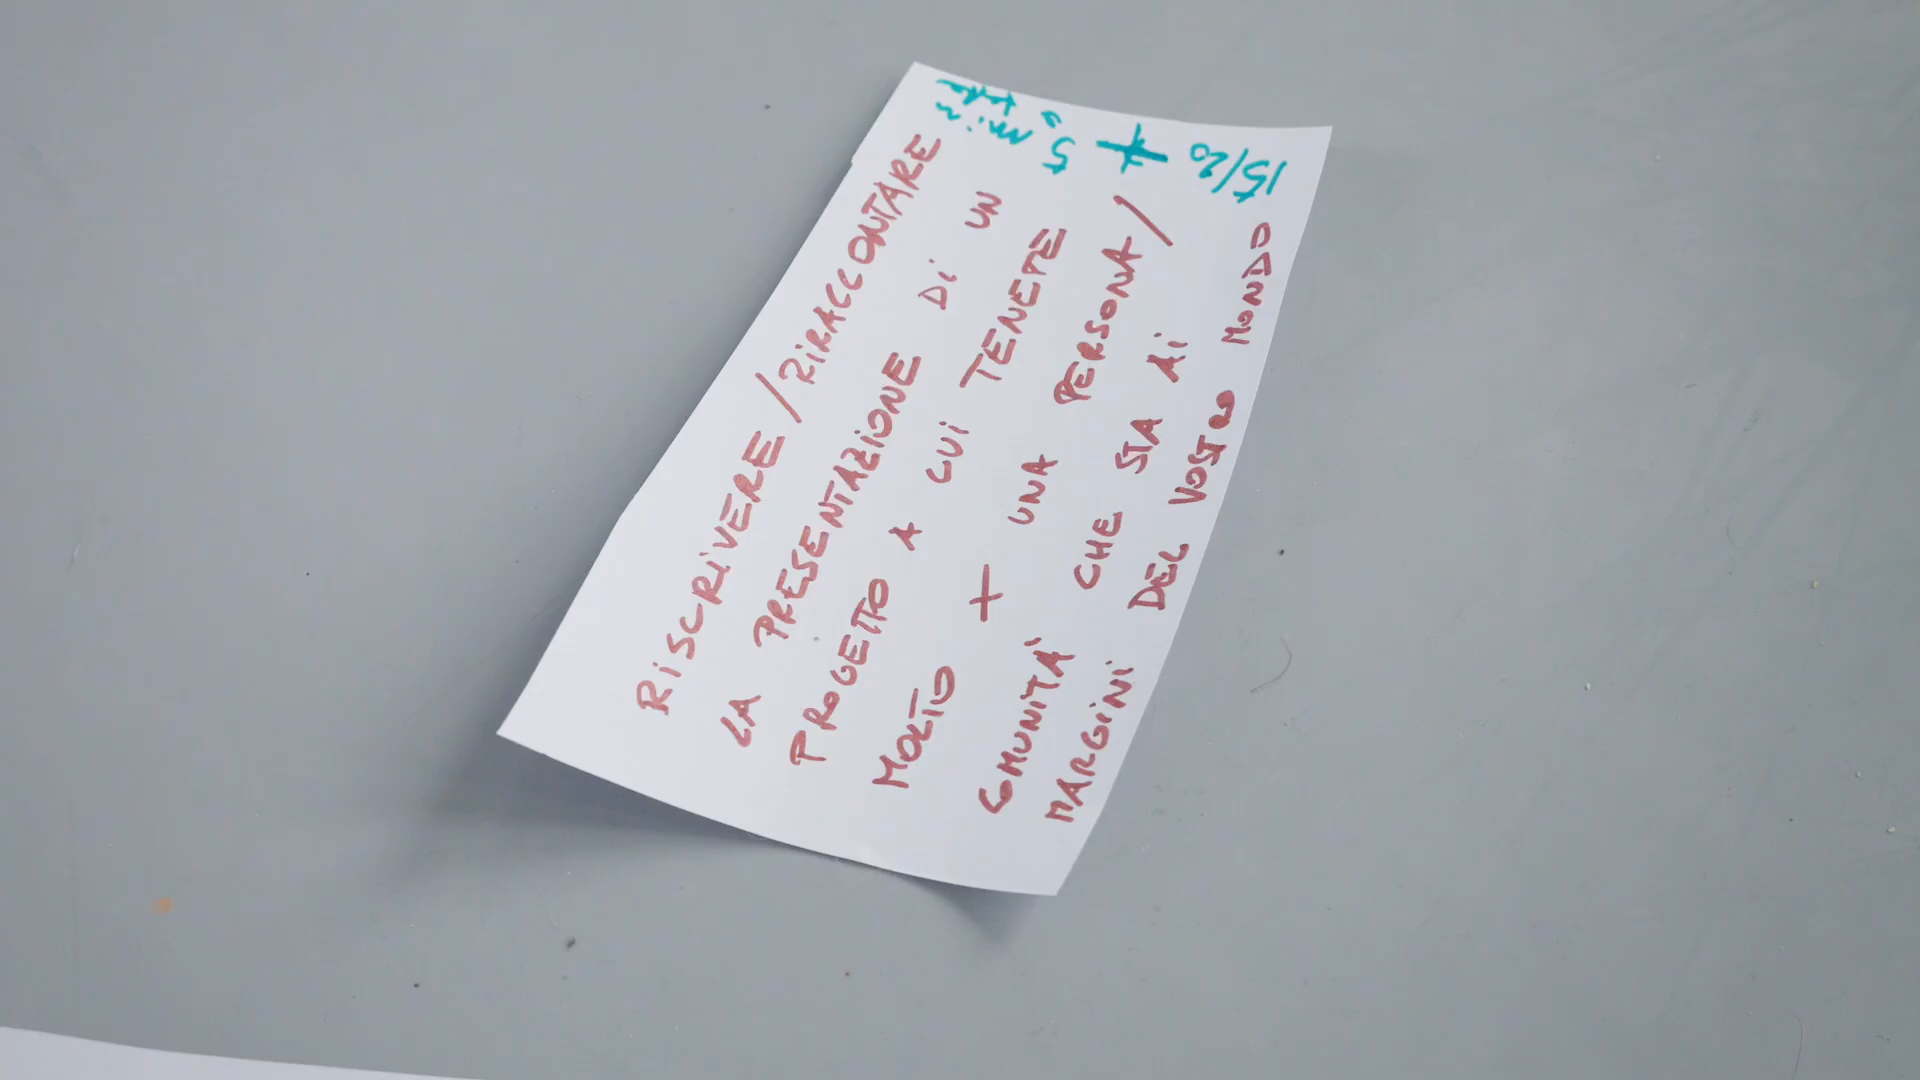 RISCRIVERE / RIRACCONTARE
LA PRESENTAZIONE DI UN
PROGETTO A CUI TENETE
MOLTO + UNA PERSONA /
COMUNITÀ CHE STA AI
MARGINI DEL VOSTRO MONDO
15/20 +
5 min